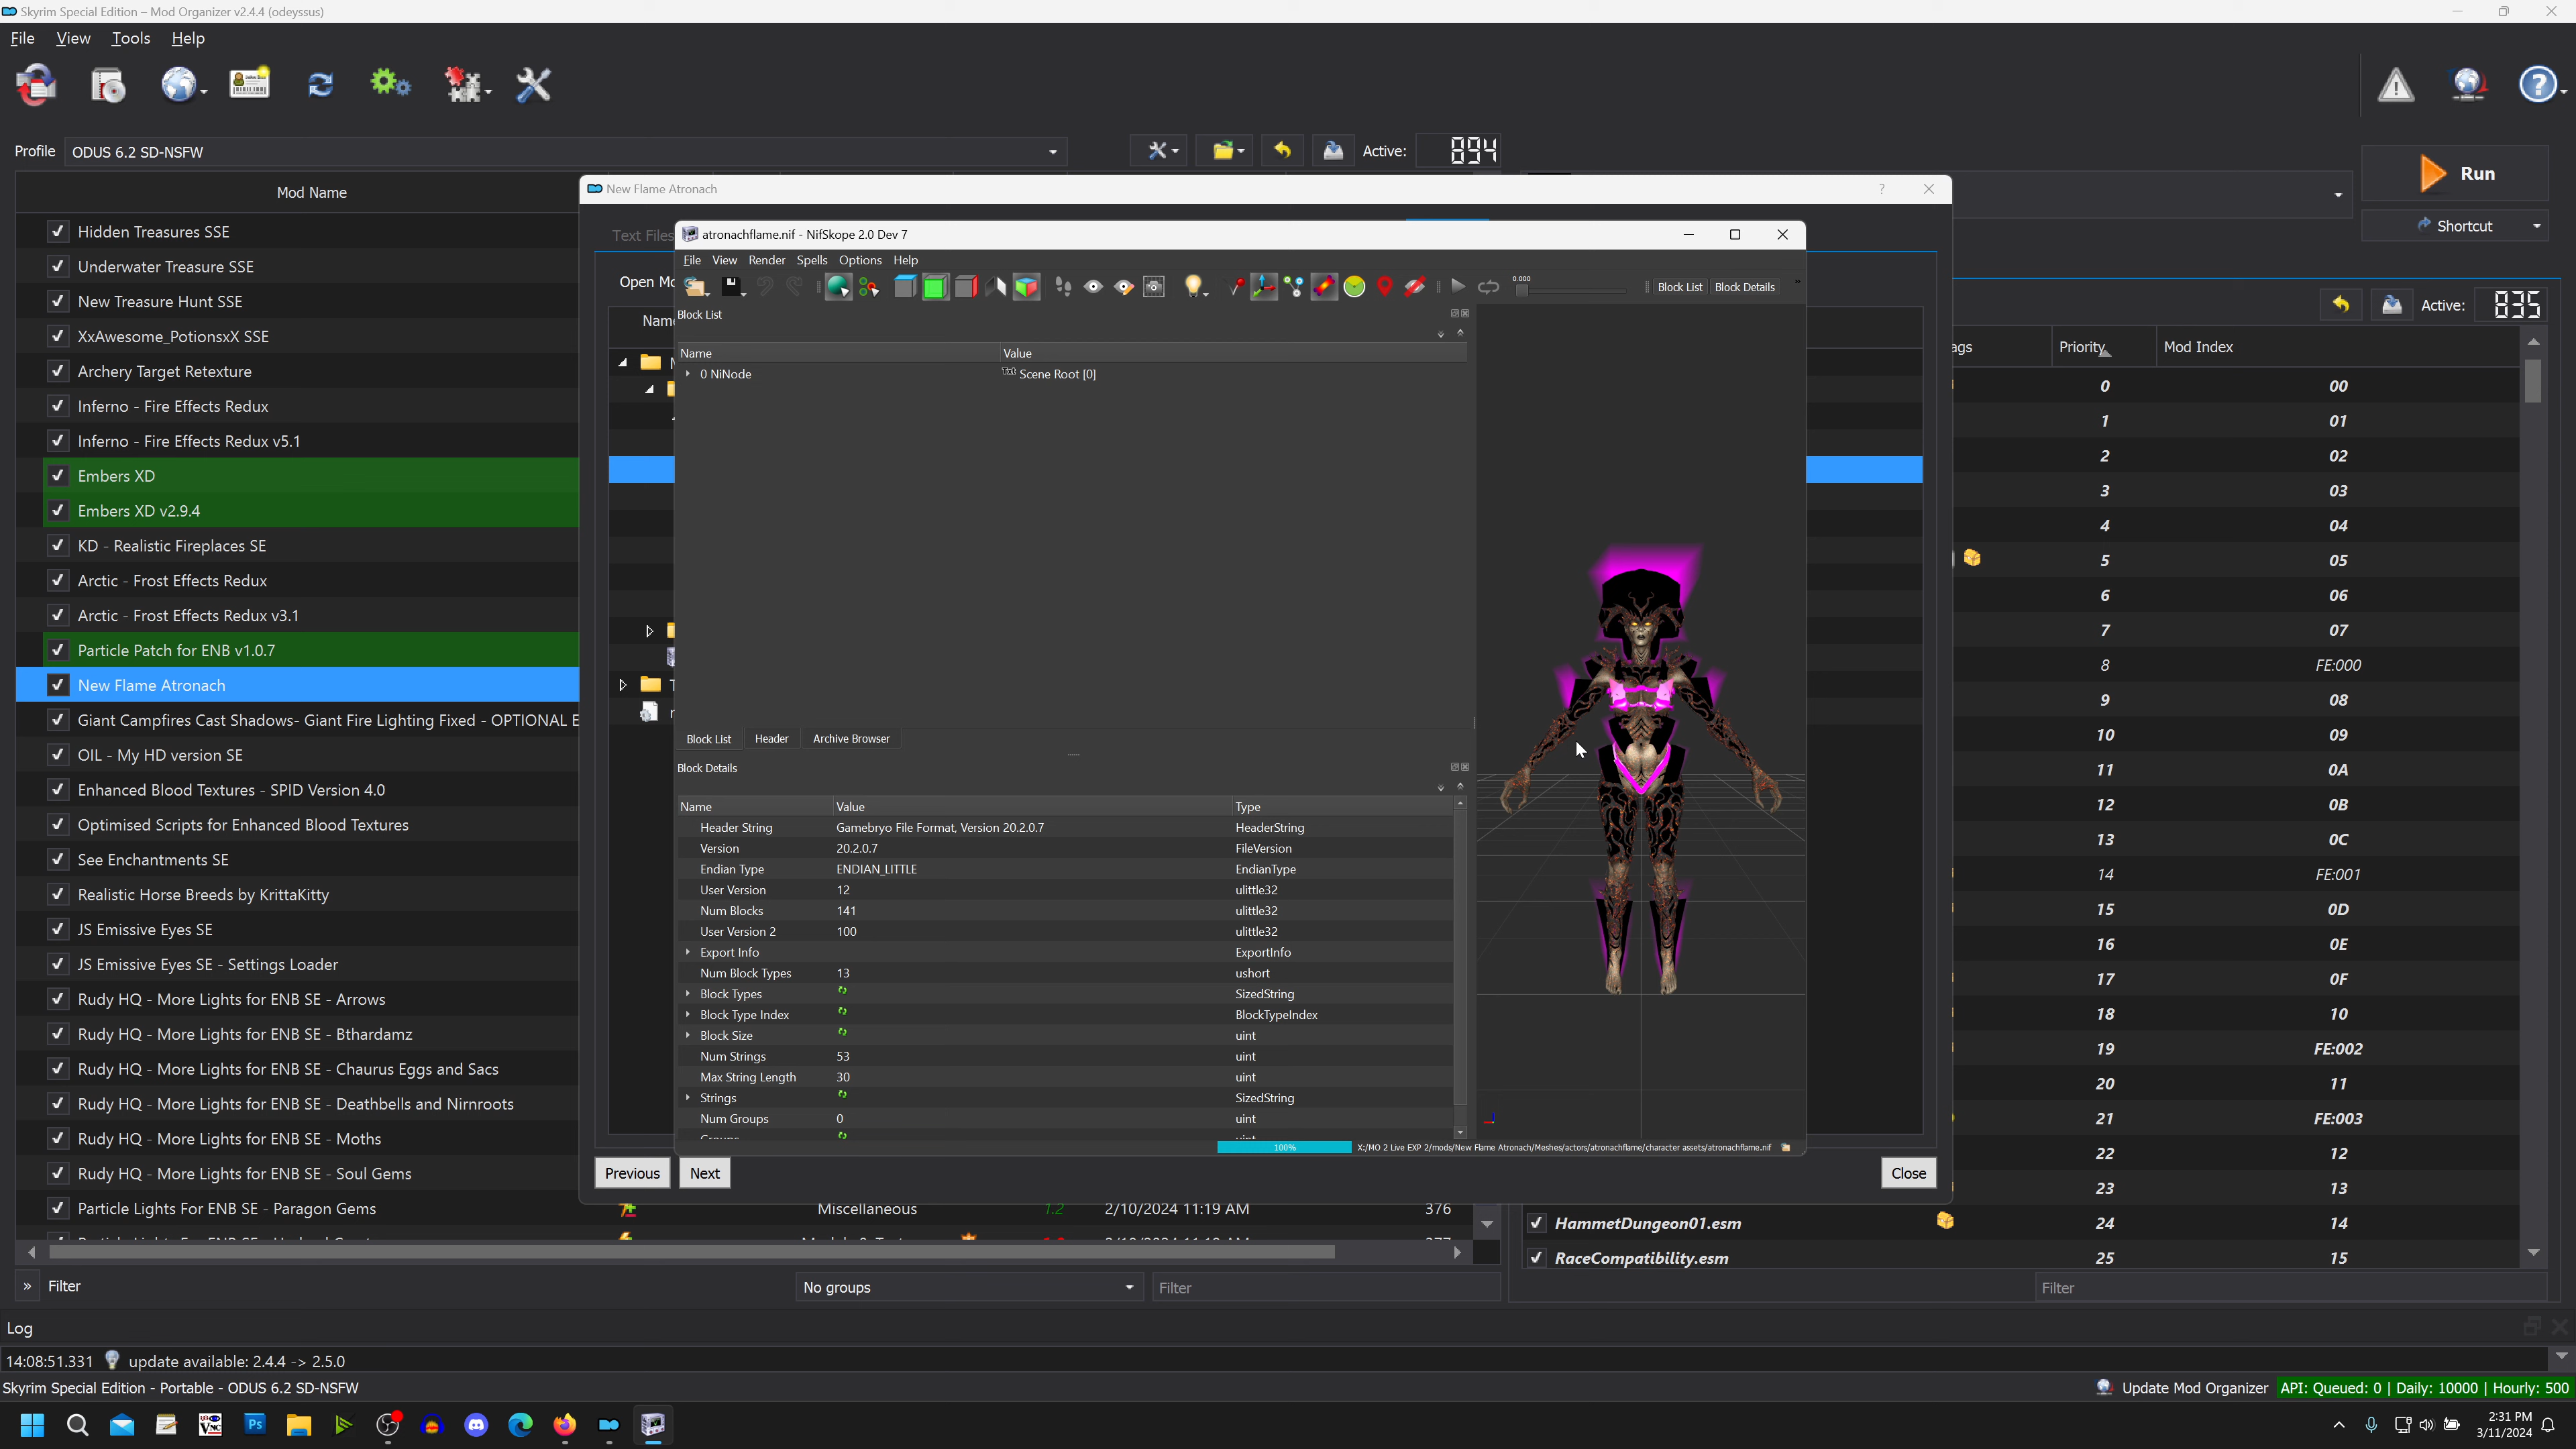 Skyrim Special Edition – Mod Organizer v2.4.4 (odeyssus)
File View Tools Help
Profile ODUS 6.2 SD-NSFW Active: 894
Run
Shortcut
Mod Name
Hidden Treasures SSE
Underwater Treasure SSE
New Treasure Hunt SSE
XxAwesome_PotionsxX SSE
Archery Target Retexture
Inferno - Fire Effects Redux
Inferno - Fire Effects Redux v5.1
Embers XD
Embers XD v2.9.4
KD - Realistic Fireplaces SE
Arctic - Frost Effects Redux
Arctic - Frost Effects Redux v3.1
Particle Patch for ENB v1.0.7
New Flame Atronach
Giant Campfires Cast Shadows- Giant Fire Lighting Fixed - OPTIONAL E
OIL - My HD version SE
Enhanced Blood Textures - SPID Version 4.0
Optimised Scripts for Enhanced Blood Textures
See Enchantments SE
Realistic Horse Breeds by KrittaKitty
JS Emissive Eyes SE
JS Emissive Eyes SE - Settings Loader
Rudy HQ - More Lights for ENB SE - Arrows
Rudy HQ - More Lights for ENB SE - Bthardamz
Rudy HQ - More Lights for ENB SE - Chaurus Eggs and Sacs
Rudy HQ - More Lights for ENB SE - Deathbells and Nirnroots
Rudy HQ - More Lights for ENB SE - Moths
Rudy HQ - More Lights for ENB SE - Soul Gems
Particle Lights For ENB SE - Paragon Gems Miscellaneous 1.2 2/10/2024 11:19 AM 376
» Filter No groups Filter
New Flame Atronach ?
Text Files
Open Mo
Name
atronachflame.nif - NifSkope 2.0 Dev 7
File View Render Spells Options Help
0.000 Block List Block Details
Block List
Name Value
0 NiNode Txt Scene Root [0]
Block List Header Archive Browser
Block Details
Name Value Type
Header String Gamebryo File Format, Version 20.2.0.7 HeaderString
Version 20.2.0.7 FileVersion
Endian Type ENDIAN_LITTLE EndianType
User Version 12 ulittle32
Num Blocks 141 ulittle32
User Version 2 100 ulittle32
Export Info ExportInfo
Num Block Types 13 ushort
Block Types SizedString
Block Type Index BlockTypeIndex
Block Size uint
Num Strings 53 uint
Max String Length 30 uint
Strings SizedString
Num Groups 0 uint
100% X:/MO 2 Live EXP 2/mods/New Flame Atronach/Meshes/actors/atronachflame/character assets/atronachflame.nif
Previous Next Close
Active: 835
ags Priority Mod Index
0 00
1 01
2 02
3 03
4 04
5 05
6 06
7 07
8 FE:000
9 08
10 09
11 0A
12 0B
13 0C
14 FE:001
15 0D
16 0E
17 0F
18 10
19 FE:002
20 11
21 FE:003
22 12
23 13
HammetDungeon01.esm 24 14
RaceCompatibility.esm 25 15
Filter
Log
14:08:51.331 update available: 2.4.4 -> 2.5.0
Skyrim Special Edition - Portable - ODUS 6.2 SD-NSFW Update Mod Organizer API: Queued: 0 | Daily: 10000 | Hourly: 500
Ps
2:31 PM
3/11/2024